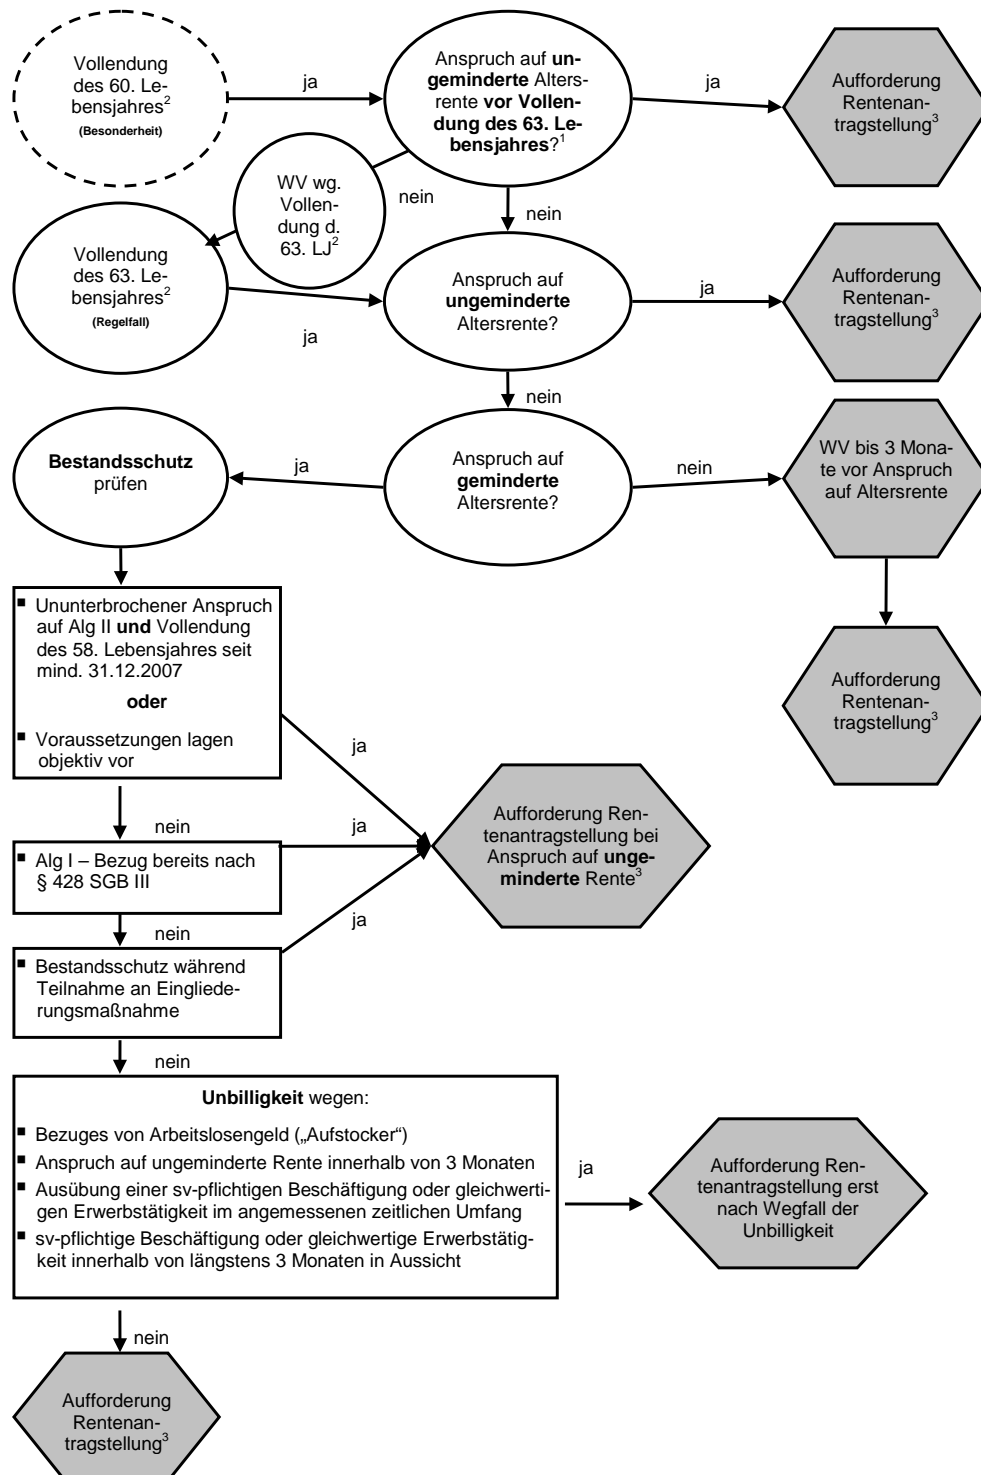 Vollendung
des 60. Le-
bensjahres²
(Besonderheit)
ja
Anspruch auf un-
geminderte Alters-
rente vor Vollen-
dung des 63. Le-
bensjahres?¹
ja
Aufforderung
Rentenan-
tragstellung³
WV wg.
Vollen-
dung d.
63. LJ²
nein
nein
Vollendung
des 63. Le-
bensjahres²
(Regelfall)
ja
Anspruch auf
ungeminderte
Altersrente?
ja
Aufforderung
Rentenan-
tragstellung³
nein
Bestandsschutz
prüfen
ja
Anspruch auf
geminderte
Altersrente?
nein
WV bis 3 Mona-
te vor Anspruch
auf Altersrente
Aufforderung
Rentenan-
tragstellung³
▪ Ununterbrochener Anspruch
auf Alg II und Vollendung
des 58. Lebensjahres seit
mind. 31.12.2007
oder
▪ Voraussetzungen lagen
objektiv vor
ja
nein
ja
Aufforderung Ren-
tenantragstellung bei
Anspruch auf unge-
minderte Rente³
▪ Alg I – Bezug bereits nach
§ 428 SGB III
nein
ja
▪ Bestandsschutz während
Teilnahme an Eingliede-
rungsmaßnahme
nein
Unbilligkeit wegen:
▪ Bezuges von Arbeitslosengeld („Aufstocker“)
▪ Anspruch auf ungeminderte Rente innerhalb von 3 Monaten
▪ Ausübung einer sv-pflichtigen Beschäftigung oder gleichwerti-
gen Erwerbstätigkeit im angemessenen zeitlichen Umfang
▪ sv-pflichtige Beschäftigung oder gleichwertige Erwerbstätig-
keit innerhalb von längstens 3 Monaten in Aussicht
ja
Aufforderung Ren-
tenantragstellung erst
nach Wegfall der
Unbilligkeit
nein
Aufforderung
Rentenan-
tragstellung³